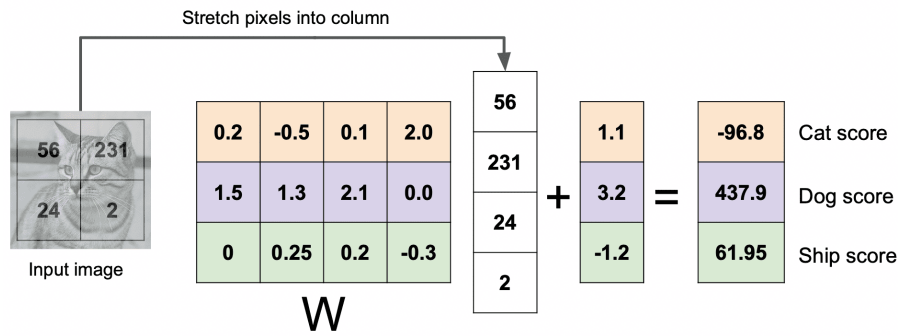 Stretch pixels into column
56 231
24 2
Input image
0.2 -0.5 0.1 2.0
1.5 1.3 2.1 0.0
0 0.25 0.2 -0.3
W
56
231
24
2
+
1.1
3.2
-1.2
=
-96.8 Cat score
437.9 Dog score
61.95 Ship score